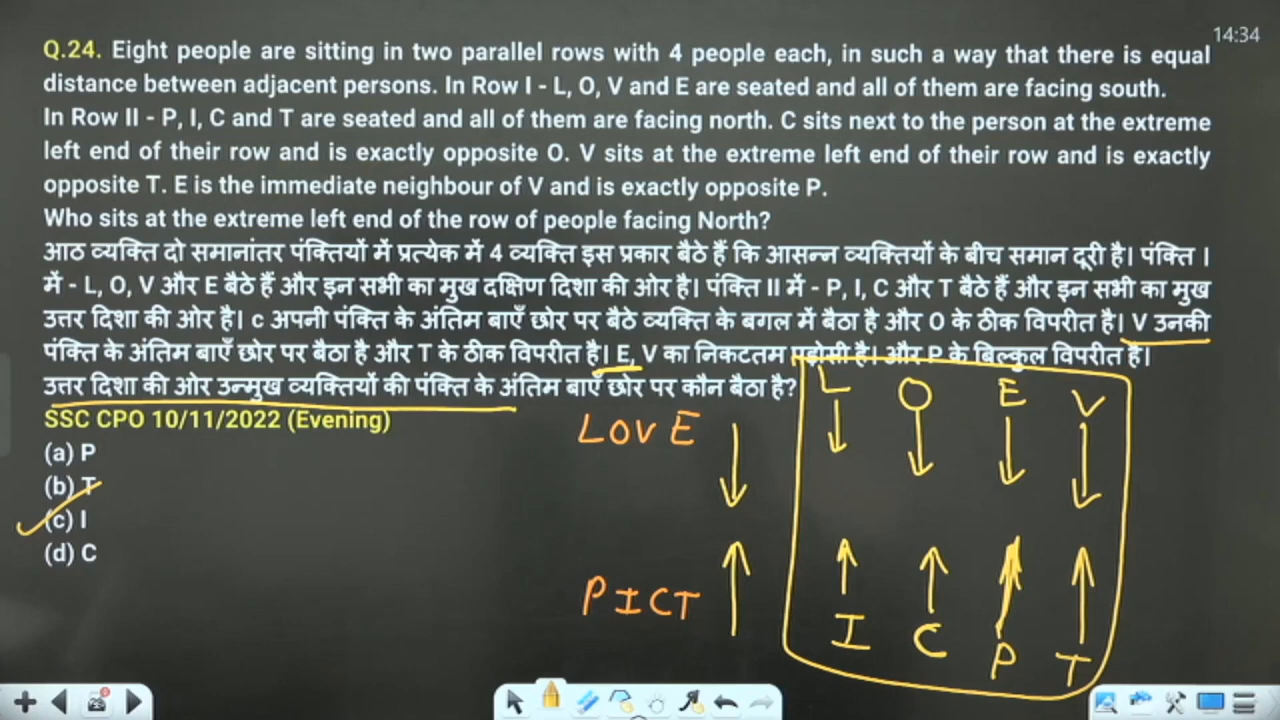 14:34
Q.24. Eight people are sitting in two parallel rows with 4 people each, in such a way that there is equal
distance between adjacent persons. In Row I - L, O, V and E are seated and all of them are facing south.
In Row II - P, I, C and T are seated and all of them are facing north. C sits next to the person at the extreme
left end of their row and is exactly opposite O. V sits at the extreme left end of their row and is exactly
opposite T. E is the immediate neighbour of V and is exactly opposite P.
Who sits at the extreme left end of the row of people facing North?
आठ व्यक्ति दो समानांतर पंक्तियों में प्रत्येक में 4 व्यक्ति इस प्रकार बैठे हैं कि आसन्न व्यक्तियों के बीच समान दूरी है। पंक्ति I
में - L, O, V और E बैठे हैं और इन सभी का मुख दक्षिण दिशा की ओर है। पंक्ति II में - P, I, C और T बैठे हैं और इन सभी का मुख
उत्तर दिशा की ओर है। c अपनी पंक्ति के अंतिम बाएँ छोर पर बैठे व्यक्ति के बगल में बैठा है और O के ठीक विपरीत है। V उनकी
पंक्ति के अंतिम बाएँ छोर पर बैठा है और T के ठीक विपरीत है। E, V का निकटतम पड़ोसी है। और P के बिल्कुल विपरीत है।
उत्तर दिशा की ओर उन्मुख व्यक्तियों की पंक्ति के अंतिम बाएँ छोर पर कौन बैठा है?
SSC CPO 10/11/2022 (Evening)
(a) P
(b) T
(c) I
(d) C
LOVE
L O E V
PICT
I C P T